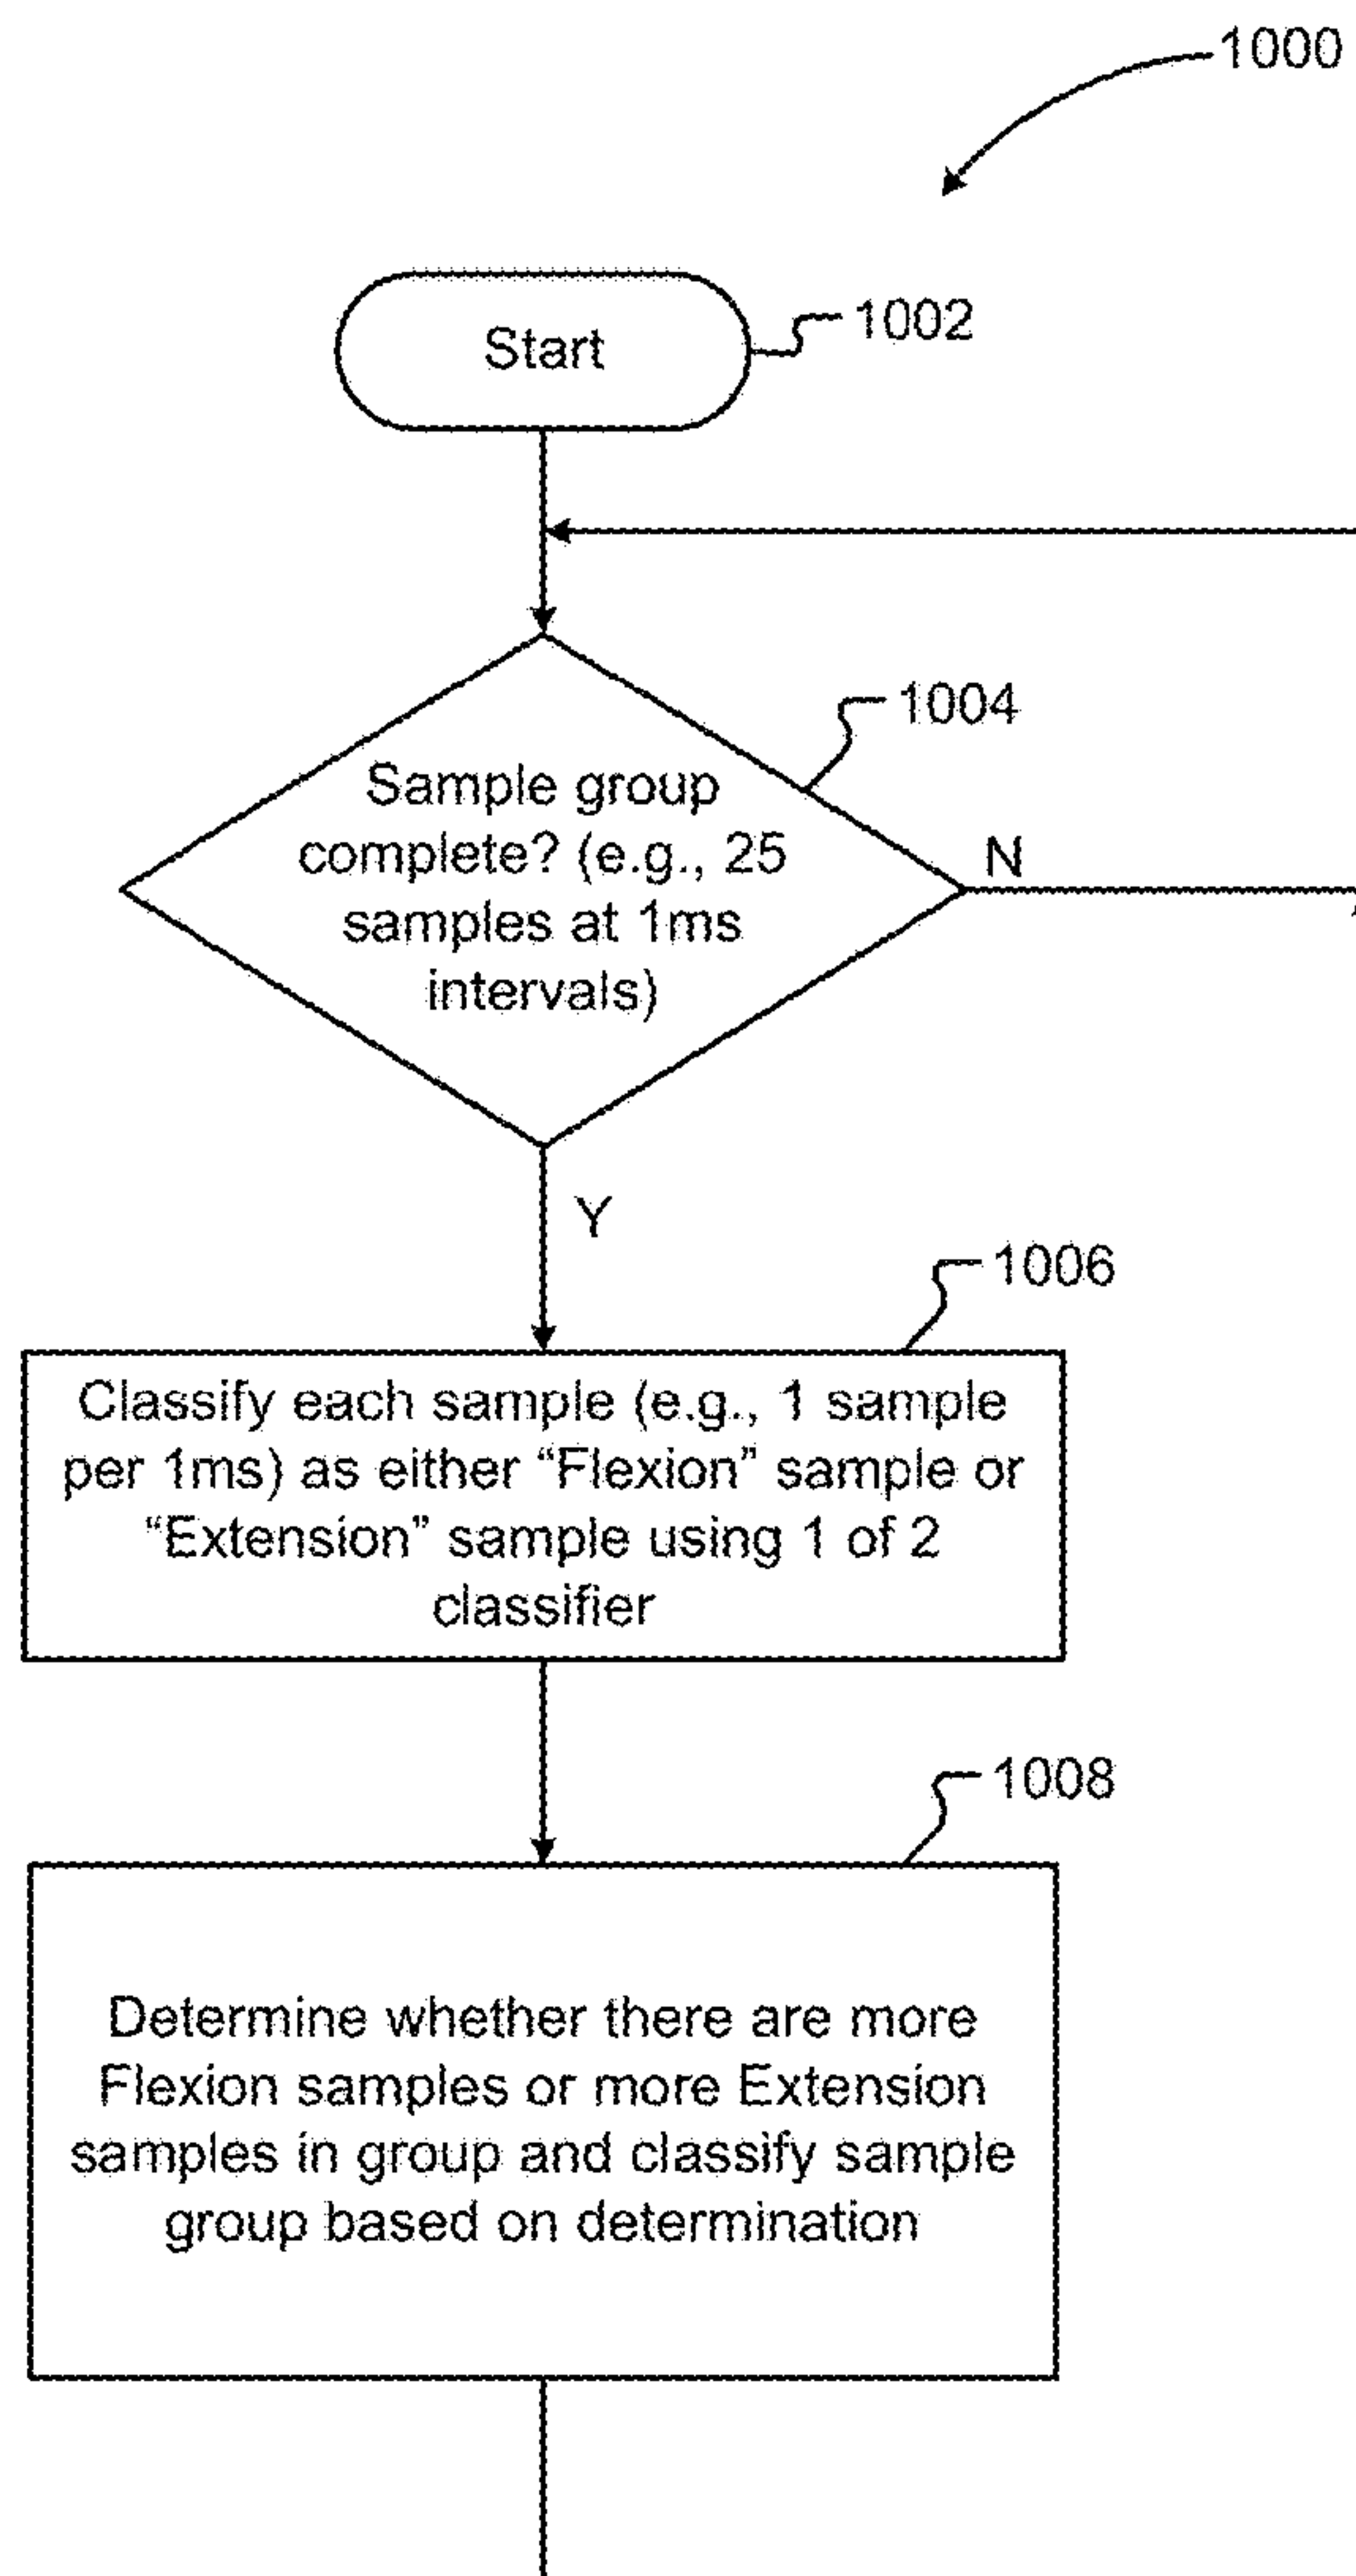 1000
Start
1002
1004
Sample group
complete? (e.g., 25
samples at 1ms
intervals)
N
Y
1006
Classify each sample (e.g., 1 sample
per 1ms) as either “Flexion” sample or
“Extension” sample using 1 of 2
classifier
1008
Determine whether there are more
Flexion samples or more Extension
samples in group and classify sample
group based on determination